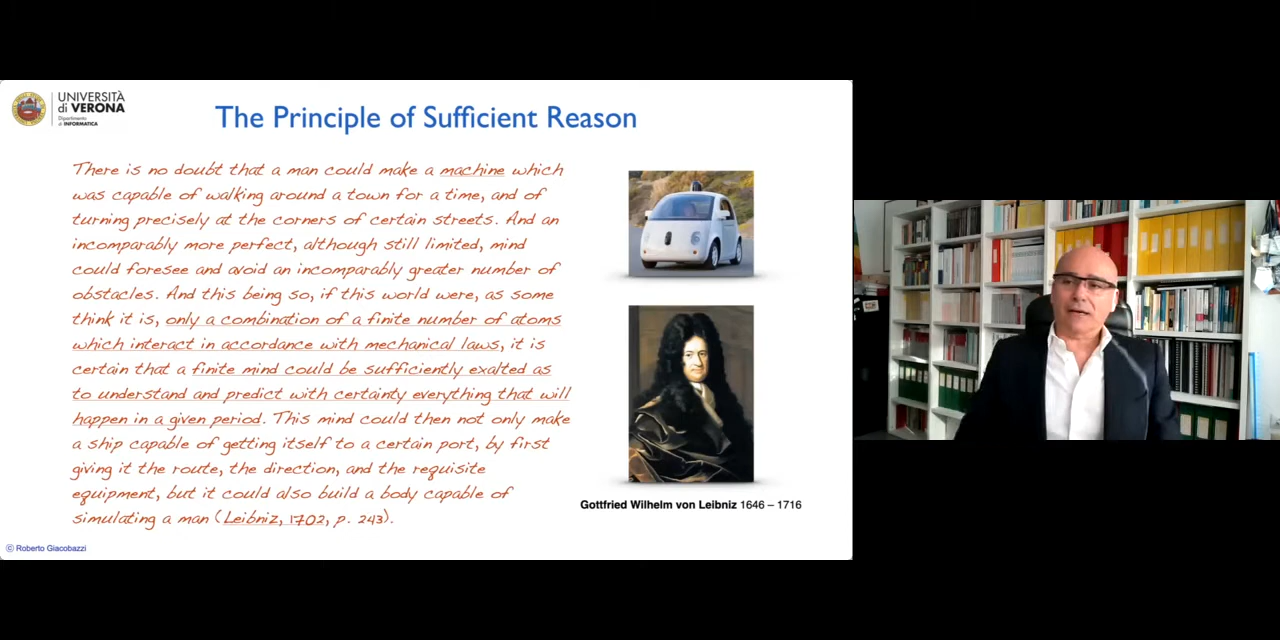 UNIVERSITÀ
di VERONA
Dipartimento
di INFORMATICA
The Principle of Sufficient Reason
There is no doubt that a man could make a machine which
was capable of walking around a town for a time, and of
turning precisely at the corners of certain streets. And an
incomparably more perfect, although still limited, mind
could foresee and avoid an incomparably greater number of
obstacles. And this being so, if this world were, as some
think it is, only a combination of a finite number of atoms
which interact in accordance with mechanical laws, it is
certain that a finite mind could be sufficiently exalted as
to understand and predict with certainty everything that will
happen in a given period. This mind could then not only make
a ship capable of getting itself to a certain port, by first
giving it the route, the direction, and the requisite
equipment, but it could also build a body capable of
simulating a man (Leibniz, 1702, p. 243).
Gottfried Wilhelm von Leibniz 1646 – 1716
© Roberto Giacobazzi